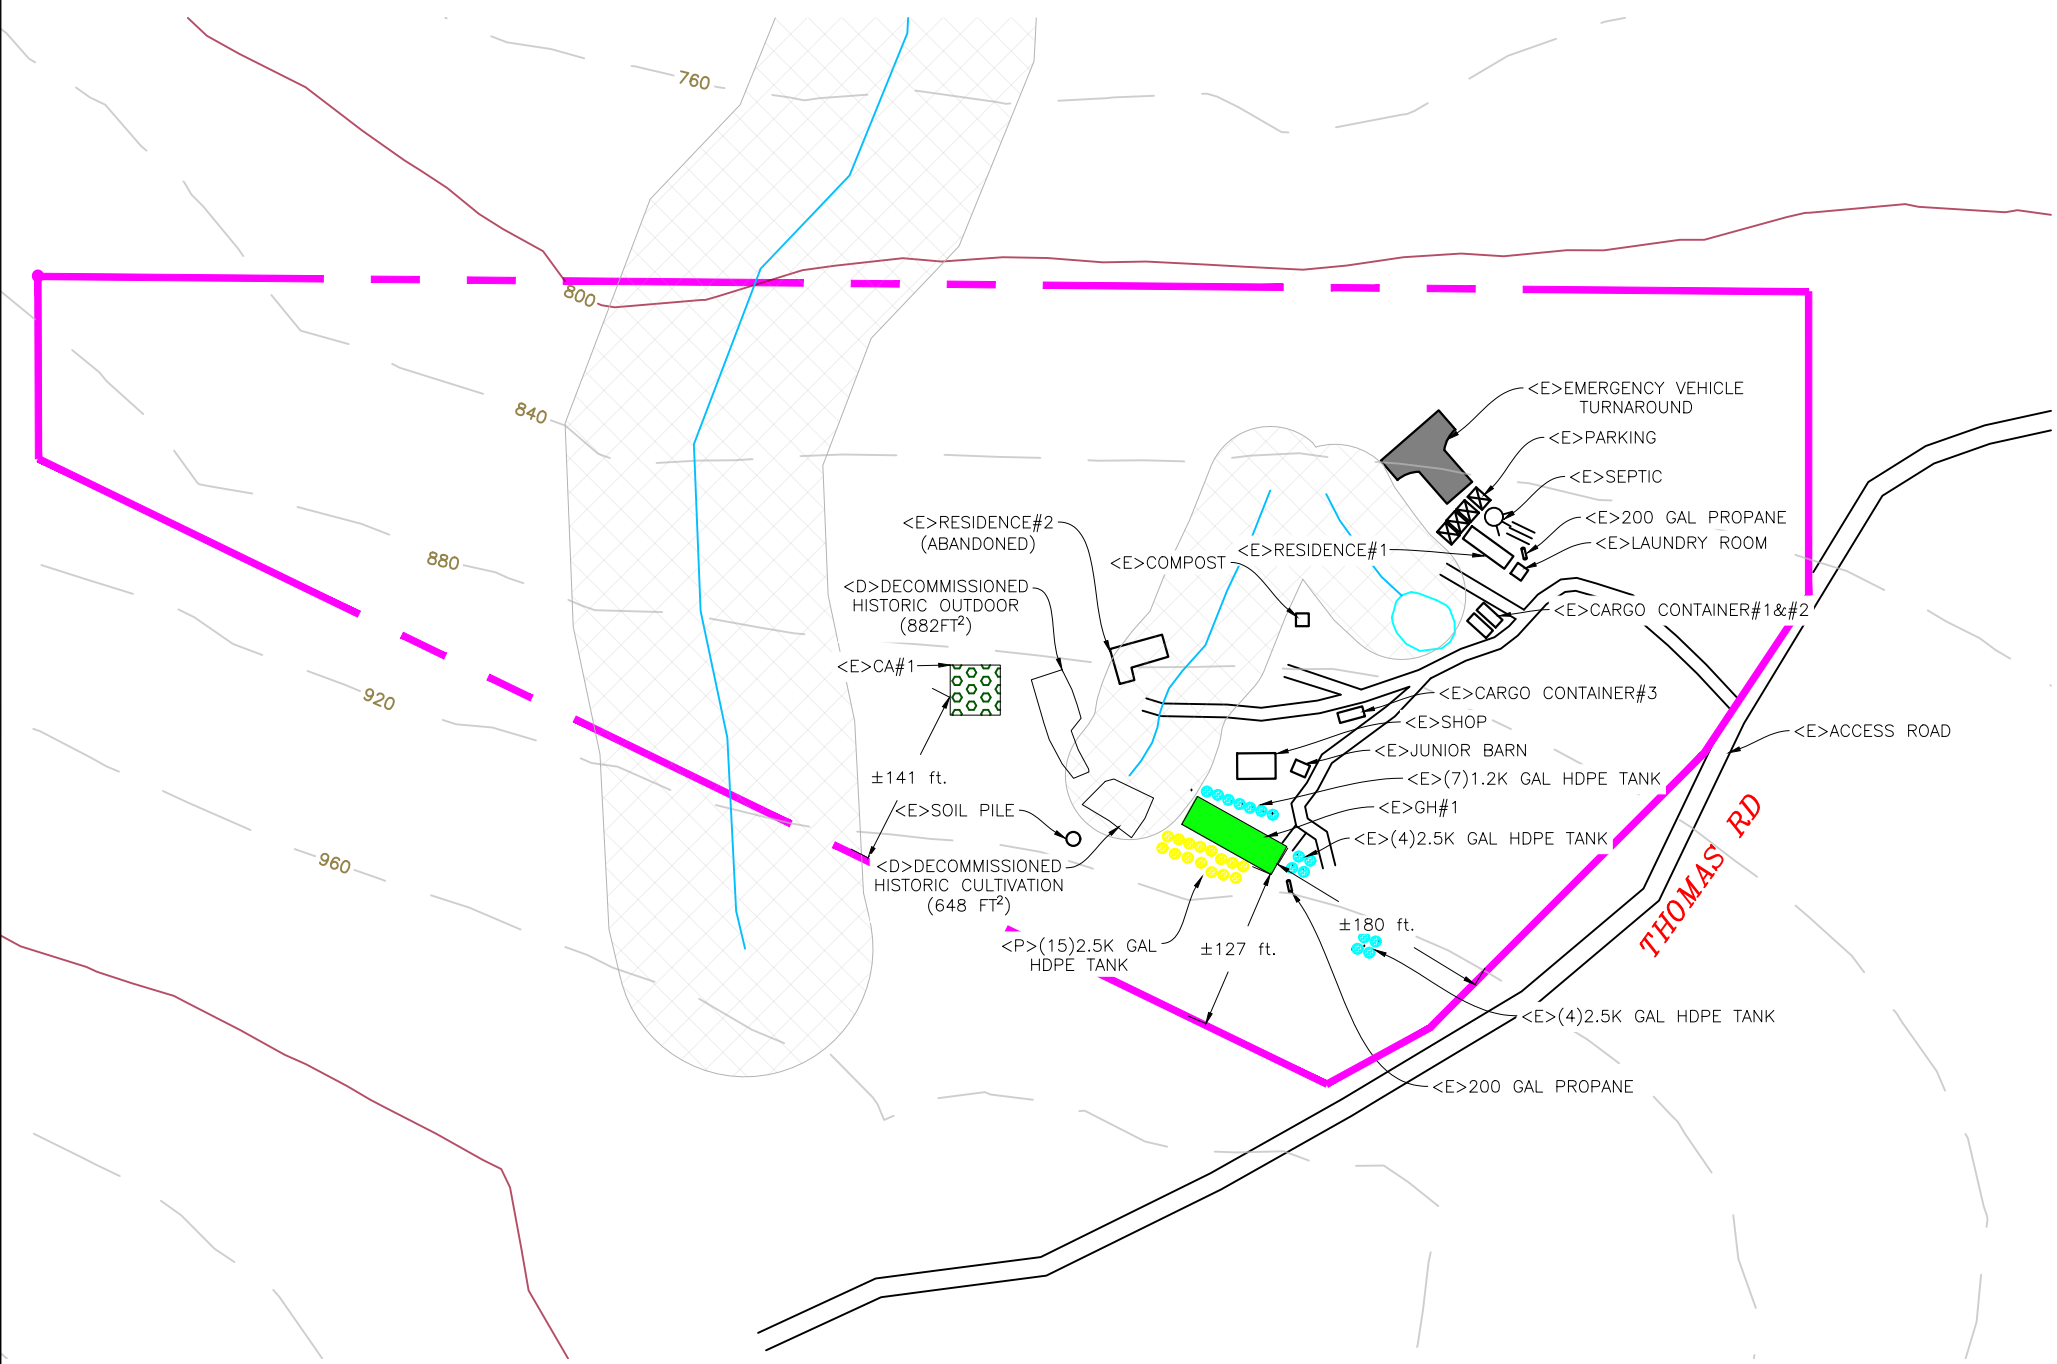 760
800
<E>EMERGENCY VEHICLE
TURNAROUND
840
<E>PARKING
<E>SEPTIC
<E>RESIDENCE#2
(ABANDONED)
<E>200 GAL PROPANE
<E>LAUNDRY ROOM
<E>RESIDENCE#1
<E>COMPOST
880
<D>DECOMMISSIONED
HISTORIC OUTDOOR
(882FT²)
<E>CARGO CONTAINER#1&#2
<E>CA#1
920
<E>CARGO CONTAINER#3
<E>SHOP
<E>ACCESS ROAD
<E>JUNIOR BARN
±141 ft.
<E>(7)1.2K GAL HDPE TANK
<E>SOIL PILE
<E>GH#1
<E>(4)2.5K GAL HDPE TANK
960
<D>DECOMMISSIONED
HISTORIC CULTIVATION
(648 FT²)
THOMAS RD
±180 ft.
<P>(15)2.5K GAL
HDPE TANK
±127 ft.
<E>(4)2.5K GAL HDPE TANK
<E>200 GAL PROPANE